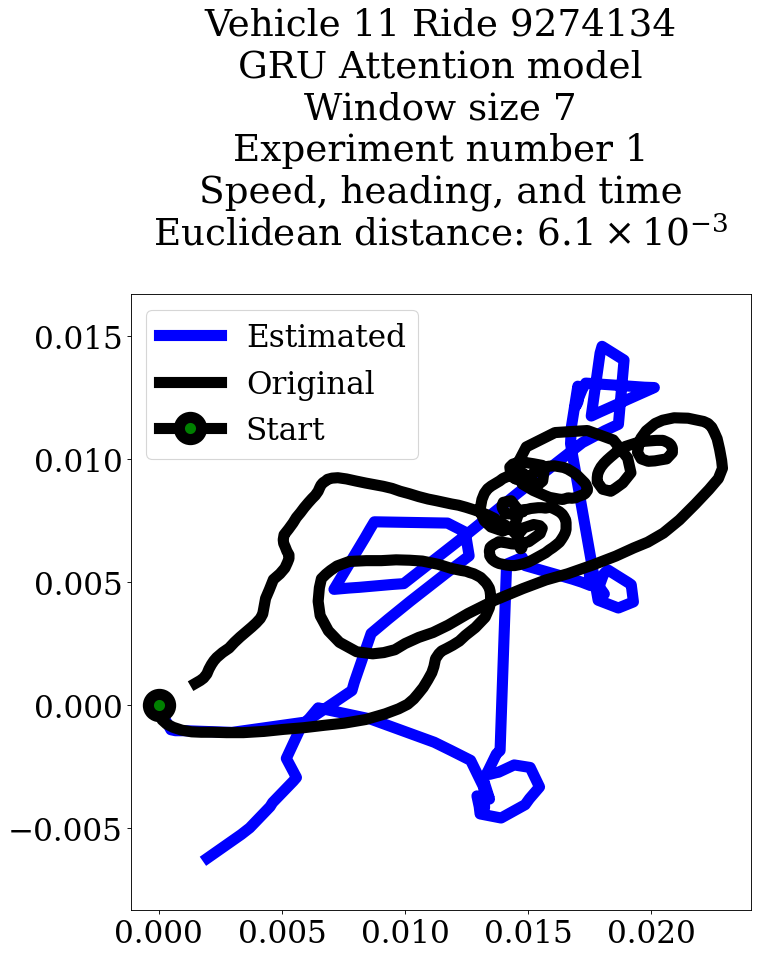 Vehicle 11 Ride 9274134
GRU Attention model
Window size 7
Experiment number 1
Speed, heading, and time
Euclidean distance: 6.1 × 10⁻³
Estimated
Original
Start
0.015
0.010
0.005
0.000
−0.005
0.000 0.005 0.010 0.015 0.020